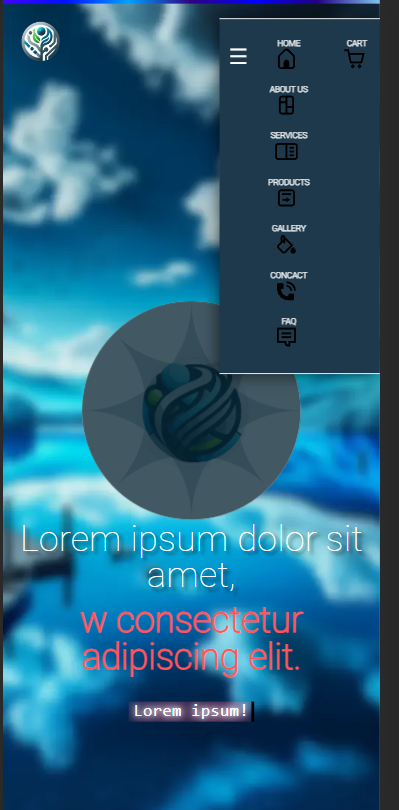 HOME
CART
ABOUT US
SERVICES
PRODUCTS
GALLERY
CONCACT
FAQ
Lorem ipsum dolor sit
amet,
w consectetur
adipiscing elit.
Lorem ipsum!